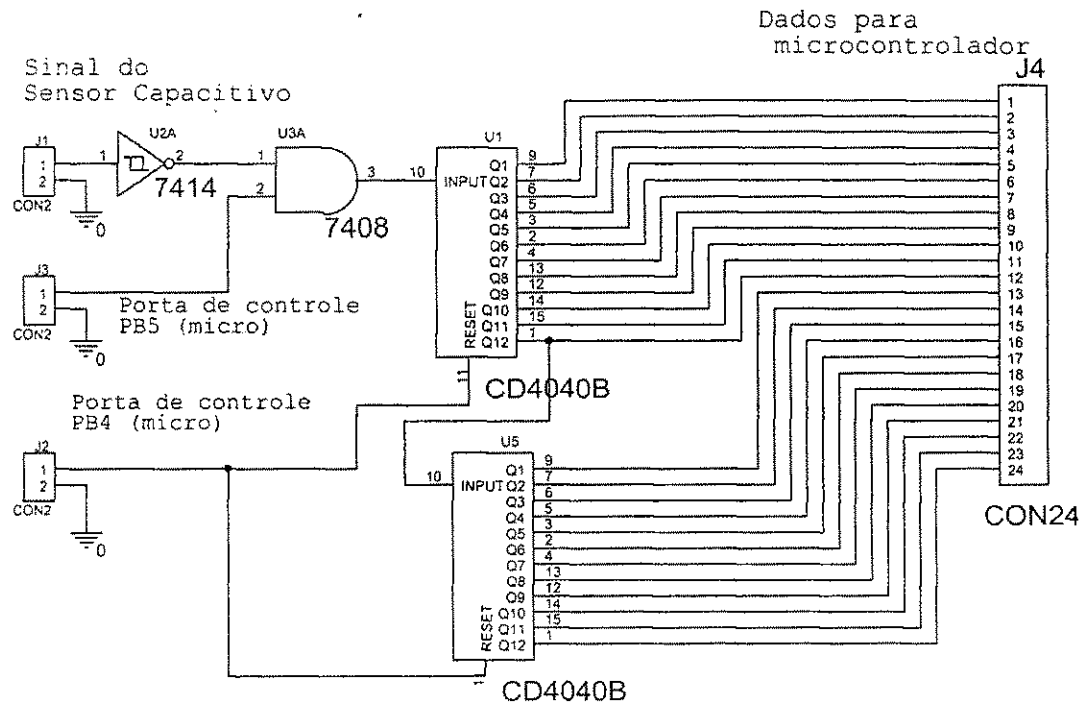 Dados para
microcontrolador
J4
Sinal do
Sensor Capacitivo
J1
1
2
CON2
0
1
U2A
2
7414
U3A
1
2
3
7408
J3
1
2
CON2
0
Porta de controle
PB5 (micro)
Porta de controle
PB4 (micro)
J2
1
2
CON2
0
U1
10
INPUT
RESET
11
Q1 9
Q2 7
Q3 6
Q4 5
Q5 3
Q6 2
Q7 4
Q8 13
Q9 12
Q10 14
Q11 15
Q12 1
CD4040B
U5
10
INPUT
RESET
Q1 9
Q2 7
Q3 6
Q4 5
Q5 3
Q6 2
Q7 4
Q8 13
Q9 12
Q10 14
Q11 15
Q12 1
CD4040B
1
2
3
4
5
6
7
8
9
10
11
12
13
14
15
16
17
18
19
20
21
22
23
24
CON24